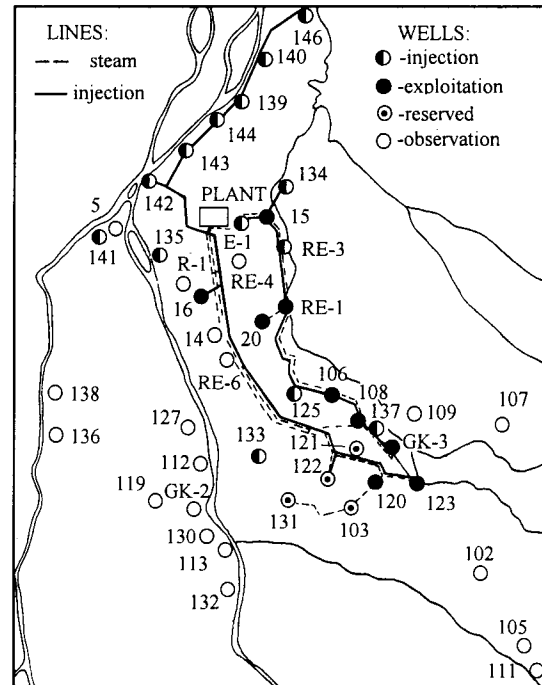 LINES:
steam
injection
WELLS:
-injection
-exploitation
-reserved
-observation
146
140
139
144
143
134
142
PLANT
15
5
141
135
E-1
RE-3
R-1
RE-4
16
RE-1
14
20
RE-6
106
108
138
125
137
109
107
127
136
121
GK-3
133
112
122
119
GK-2
131
103
120
123
130
113
102
132
105
111